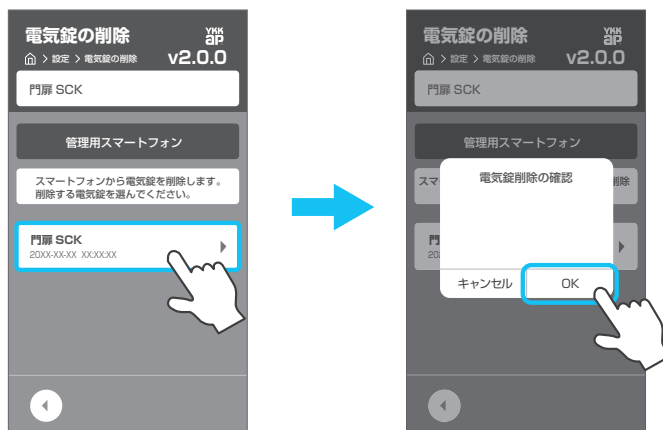 電気錠の削除
YKK
ap
設定 > 電気錠の削除
v2.0.0
門扉 SCK
管理用スマートフォン
スマートフォンから電気錠を削除します。
削除する電気錠を選んでください。
門扉 SCK
20XX-XX-XX XX:XX:XX
電気錠の削除
YKK
ap
設定 > 電気錠の削除
v2.0.0
門扉 SCK
管理用スマートフォン
スマ
削除
電気錠削除の確認
門
20
キャンセル
OK